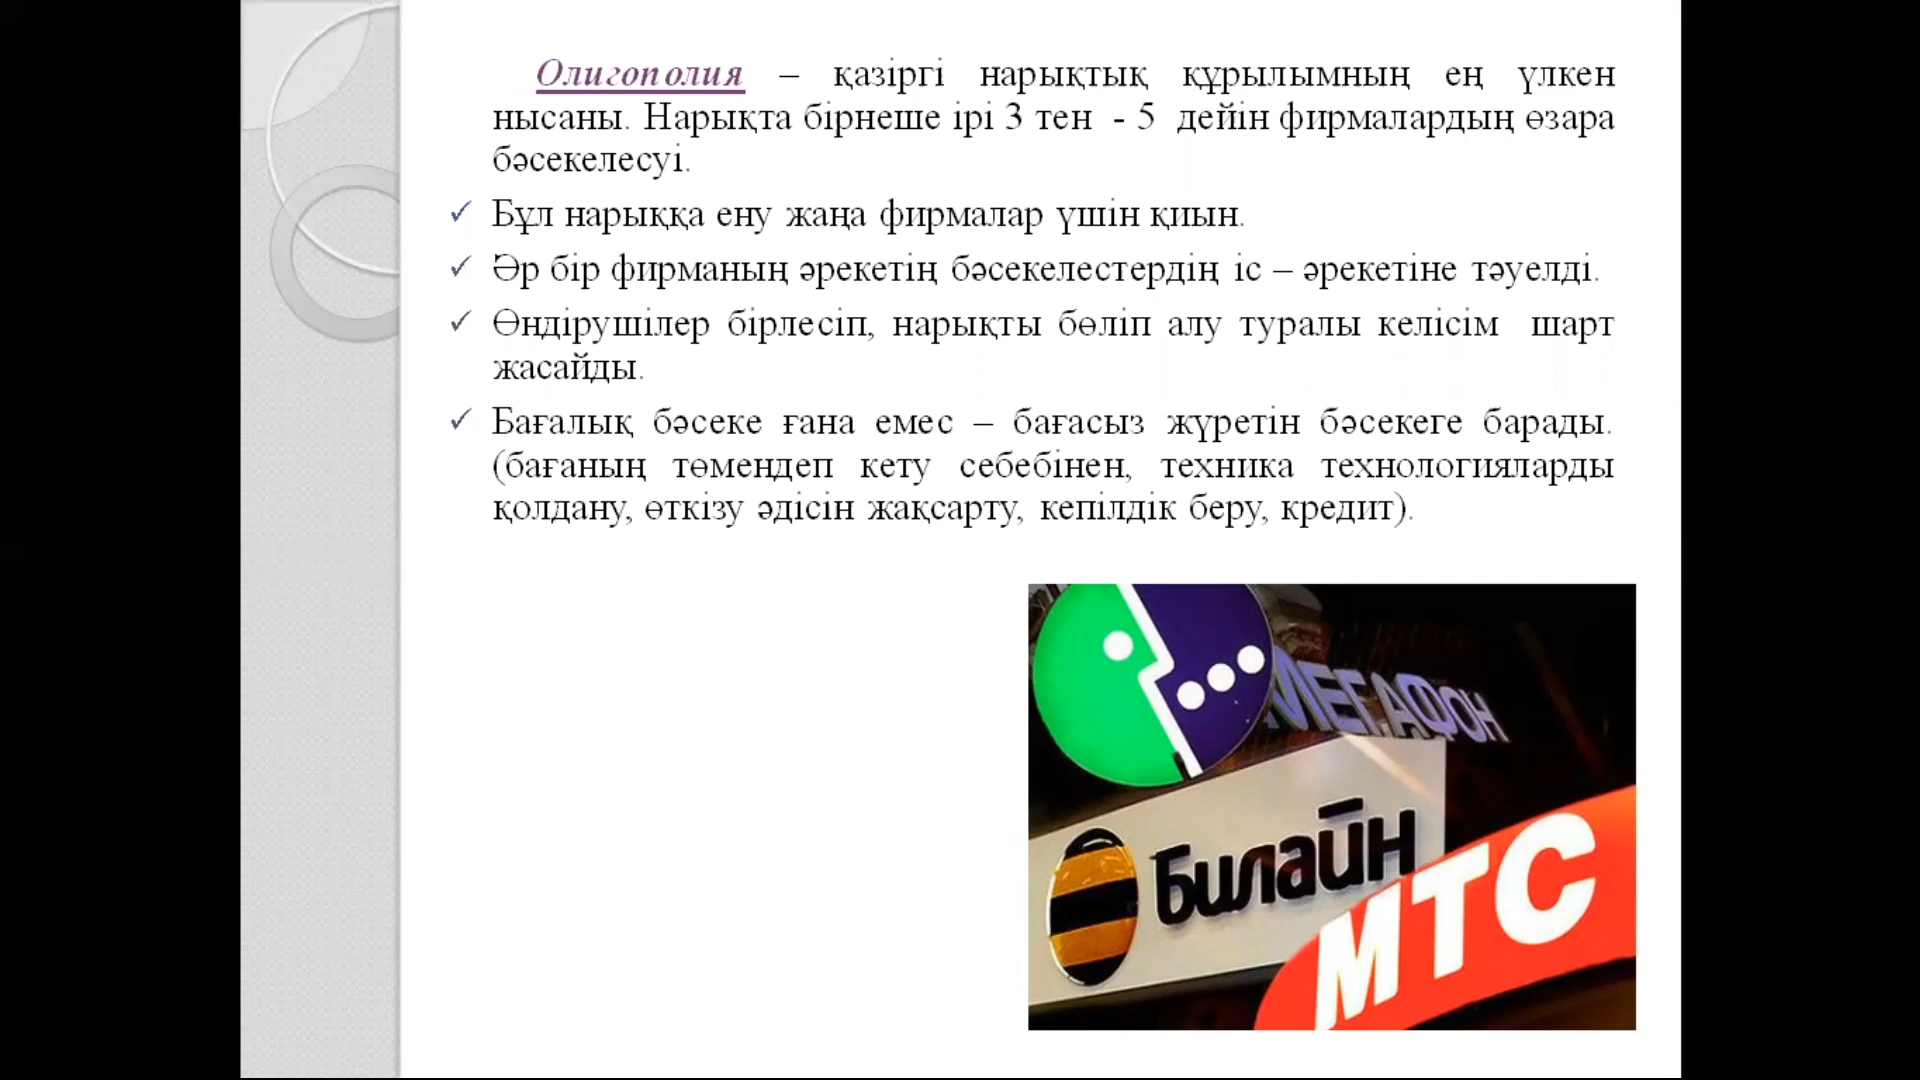 Олигополия – қазіргі нарықтық құрылымның ең үлкен
нысаны. Нарықта бірнеше ірі 3 тен - 5 дейін фирмалардың өзара
бәсекелесуі.
Бұл нарыққа ену жаңа фирмалар үшін қиын.
Әр бір фирманың әрекетің бәсекелестердің іс – әрекетіне тәуелді.
Өндірушілер бірлесіп, нарықты бөліп алу туралы келісім шарт
жасайды.
Бағалық бәсеке ғана емес – бағасыз жүретін бәсекеге барады.
(бағаның төмендеп кету себебінен, техника технологияларды
қолдану, өткізу әдісін жақсарту, кепілдік беру, кредит).
МЕГАФОН
Билайн
МТС